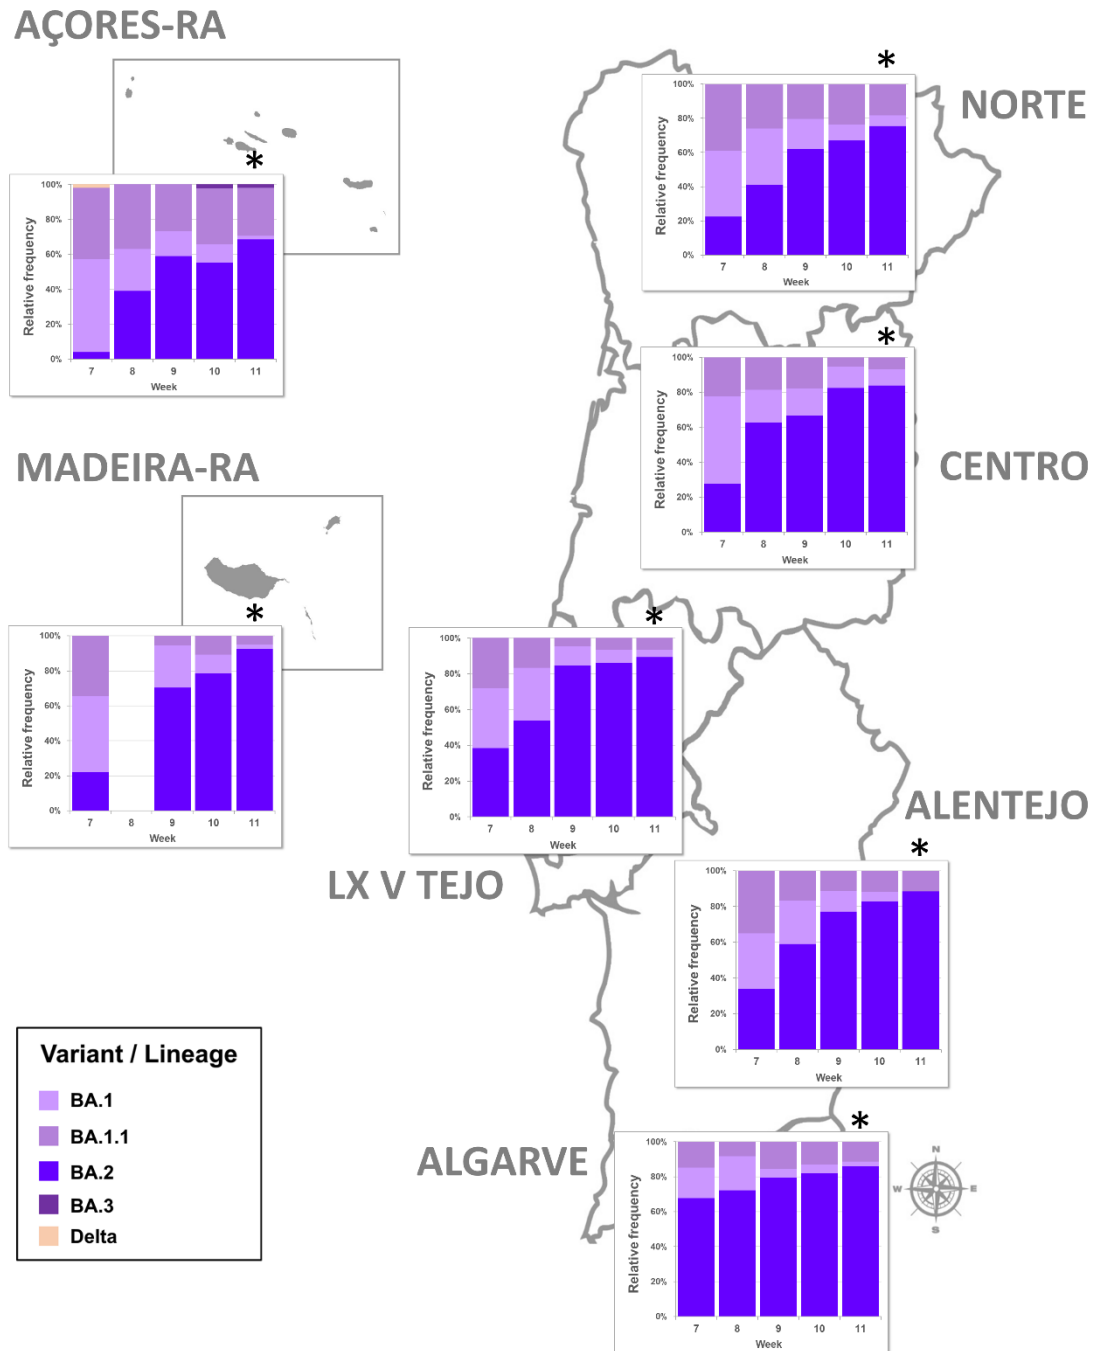 AÇORES-RA
*
100%
80%
60%
40%
20%
0%
Relative frequency
7 8 9 10 11
Week
*
NORTE
100%
80%
60%
40%
20%
0%
Relative frequency
7 8 9 10 11
Week
*
CENTRO
100%
80%
60%
40%
20%
0%
Relative frequency
7 8 9 10 11
Week
MADEIRA-RA
*
100%
80%
60%
40%
20%
0%
Relative frequency
7 8 9 10 11
Week
*
100%
80%
60%
40%
20%
0%
Relative frequency
7 8 9 10 11
Week
LX V TEJO
ALENTEJO
*
100%
80%
60%
40%
20%
0%
Relative frequency
7 8 9 10 11
Week
ALGARVE
*
100%
80%
60%
40%
20%
0%
Relative frequency
7 8 9 10 11
Week
N
W E
S
Variant / Lineage
BA.1
BA.1.1
BA.2
BA.3
Delta